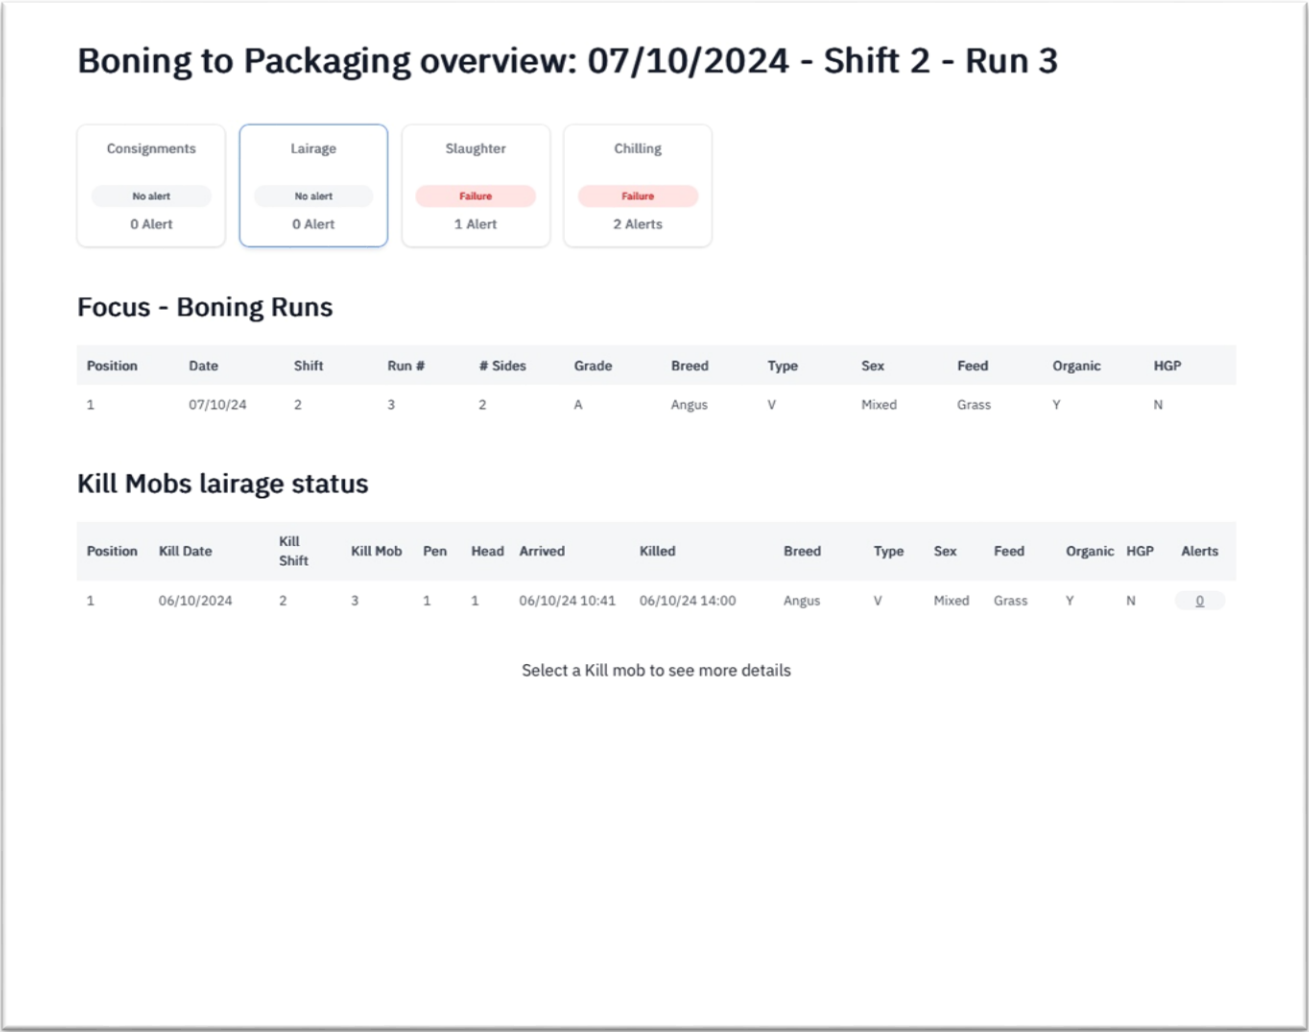 Boning to Packaging overview: 07/10/2024 - Shift 2 - Run 3
Consignments Lairage Slaughter Chilling
No alert No alert Failure Failure
0 Alert 0 Alert 1 Alert 2 Alerts
Focus - Boning Runs
Position Date Shift Run # # Sides Grade Breed Type Sex Feed Organic HGP
1 07/10/24 2 3 2 A Angus V Mixed Grass Y N
Kill Mobs lairage status
Position Kill Date Kill Shift Kill Mob Pen Head Arrived Killed Breed Type Sex Feed Organic HGP Alerts
1 06/10/2024 2 3 1 1 06/10/24 10:41 06/10/24 14:00 Angus V Mixed Grass Y N 0
Select a Kill mob to see more details